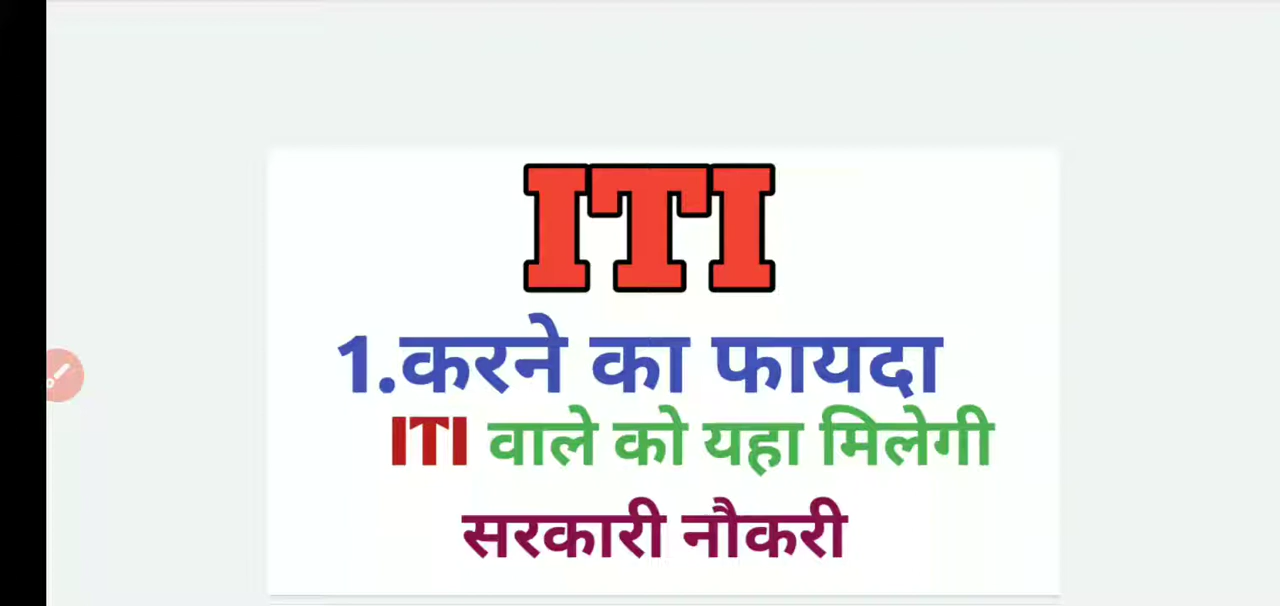 ITI
1.करने का फायदा
ITI वाले को यहा मिलेगी
सरकारी नौकरी